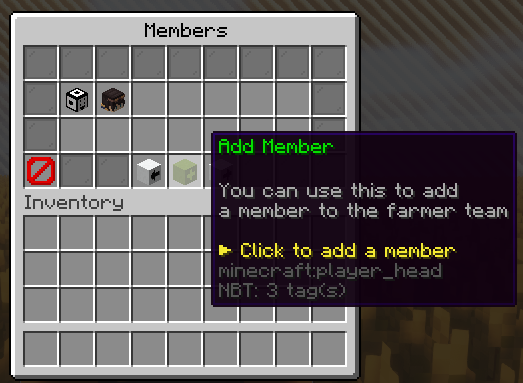 Members
Add Member
You can use this to add
a member to the farmer team
► Click to add a member
minecraft:player_head
NBT: 3 tag(s)
Inventory